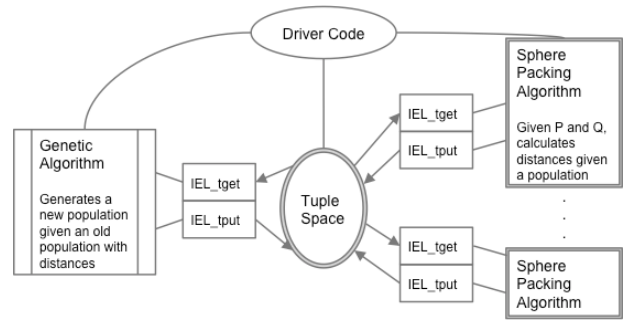 Driver Code
Sphere
Packing
Algorithm
Given P and Q,
calculates
distances given
a population
IEL_tget
IEL_tput
Genetic
Algorithm
Generates a
new population
given an old
population with
distances
IEL_tget
IEL_tput
Tuple
Space
IEL_tget
IEL_tput
Sphere
Packing
Algorithm